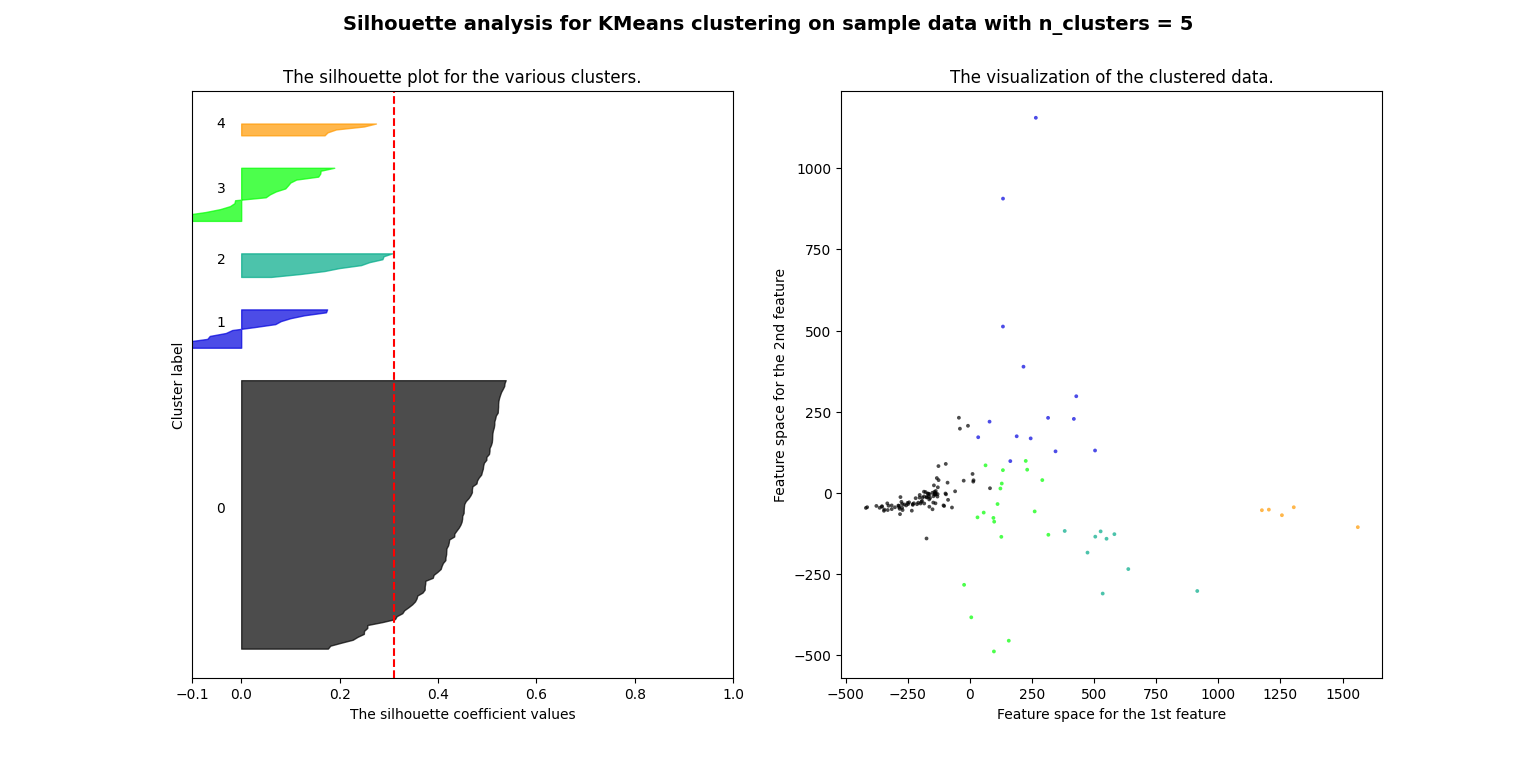 Silhouette analysis for KMeans clustering on sample data with n_clusters = 5
The silhouette plot for the various clusters.
4
3
2
1
0
Cluster label
−0.1 0.0 0.2 0.4 0.6 0.8 1.0
The silhouette coefficient values
The visualization of the clustered data.
1000
750
500
250
0
−250
−500
Feature space for the 2nd feature
−500 −250 0 250 500 750 1000 1250 1500
Feature space for the 1st feature